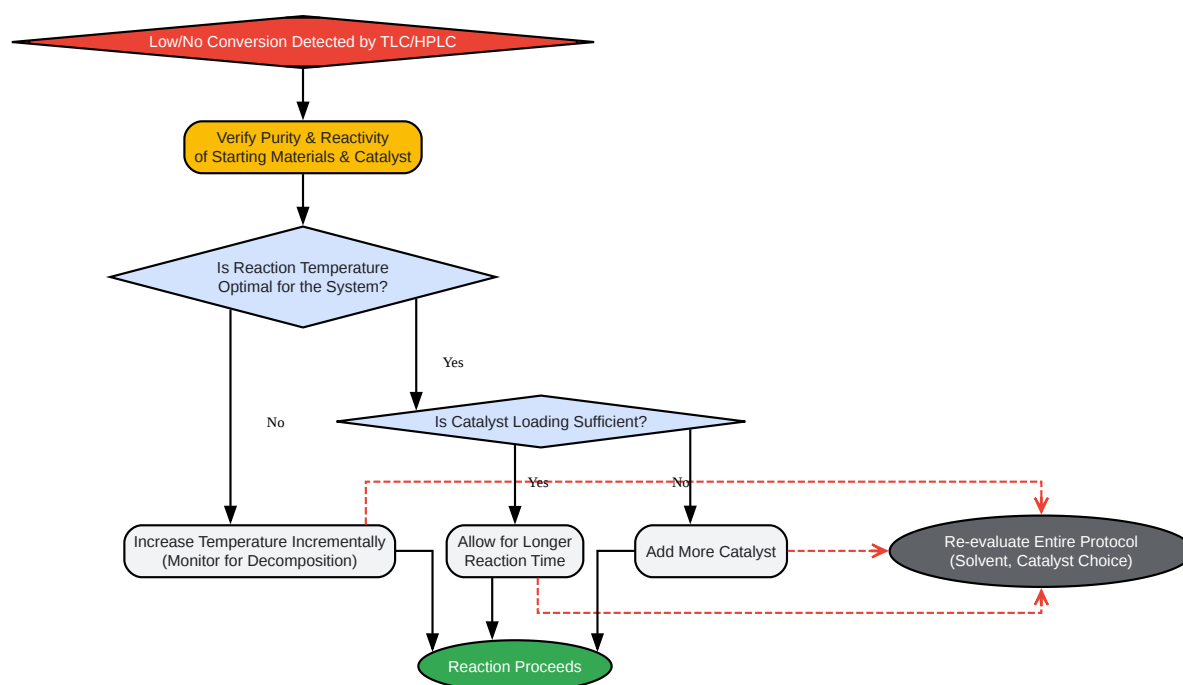 Low/No Conversion Detected by TLC/HPLC
Verify Purity & Reactivity
of Starting Materials & Catalyst
Is Reaction Temperature
Optimal for the System?
Yes
No
Is Catalyst Loading Sufficient?
Yes
No
Increase Temperature Incrementally
(Monitor for Decomposition)
Allow for Longer
Reaction Time
Add More Catalyst
Re-evaluate Entire Protocol
(Solvent, Catalyst Choice)
Reaction Proceeds